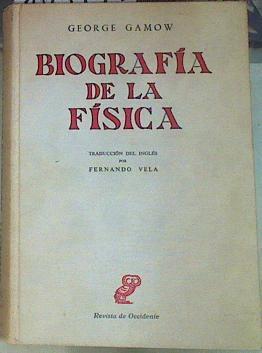 GEORGE GAMOW
BIOGRAFÍA
DE LA
FÍSICA
TRADUCCIÓN DEL INGLÉS
POR
FERNANDO VELA
Revista de Occidente